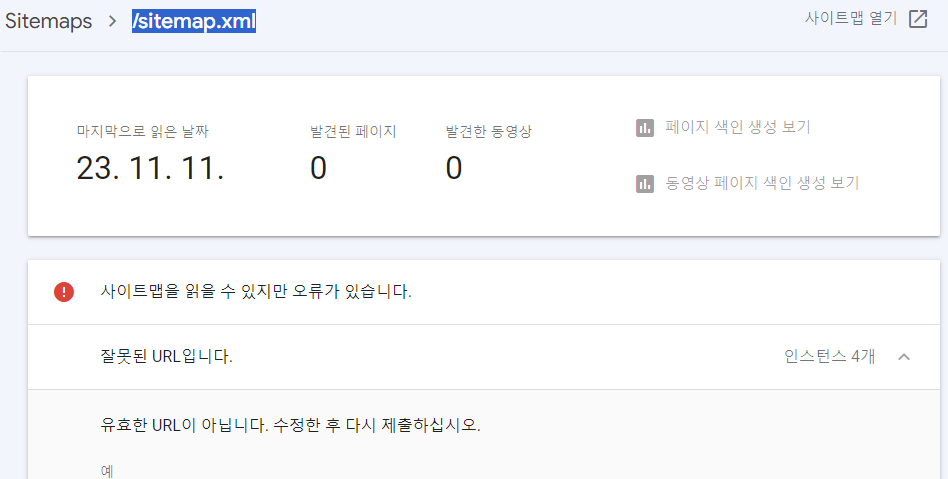 Sitemaps > /sitemap.xml
사이트맵 열기
마지막으로 읽은 날짜
23. 11. 11.
발견된 페이지
0
발견한 동영상
0
페이지 색인 생성 보기
동영상 페이지 색인 생성 보기
사이트맵을 읽을 수 있지만 오류가 있습니다.
잘못된 URL입니다.
인스턴스 4개
유효한 URL이 아닙니다. 수정한 후 다시 제출하십시오.
예